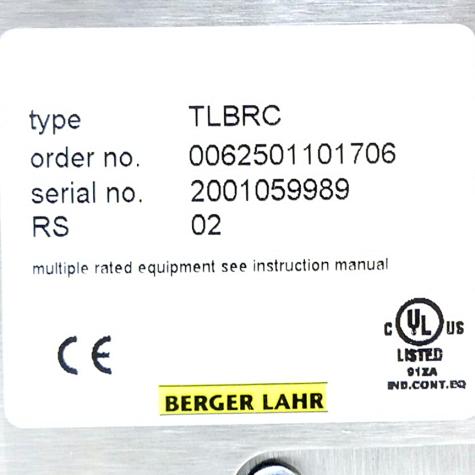 type TLBRC
order no. 0062501101706
serial no. 2001059989
RS 02
multiple rated equipment see instruction manual
CE
C UL US
LISTED
91ZA
IND.CONT.EQ
BERGER LAHR